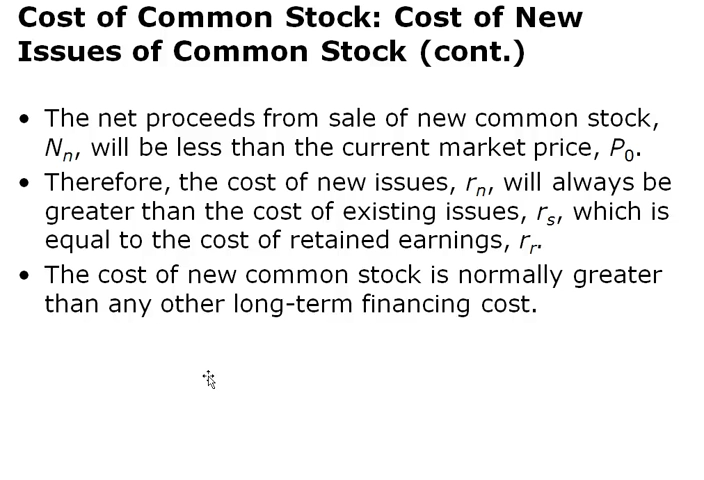 Cost of Common Stock: Cost of New
Issues of Common Stock (cont.)
• The net proceeds from sale of new common stock,
Nn, will be less than the current market price, P0.
• Therefore, the cost of new issues, rn, will always be
greater than the cost of existing issues, rs, which is
equal to the cost of retained earnings, rr.
• The cost of new common stock is normally greater
than any other long-term financing cost.